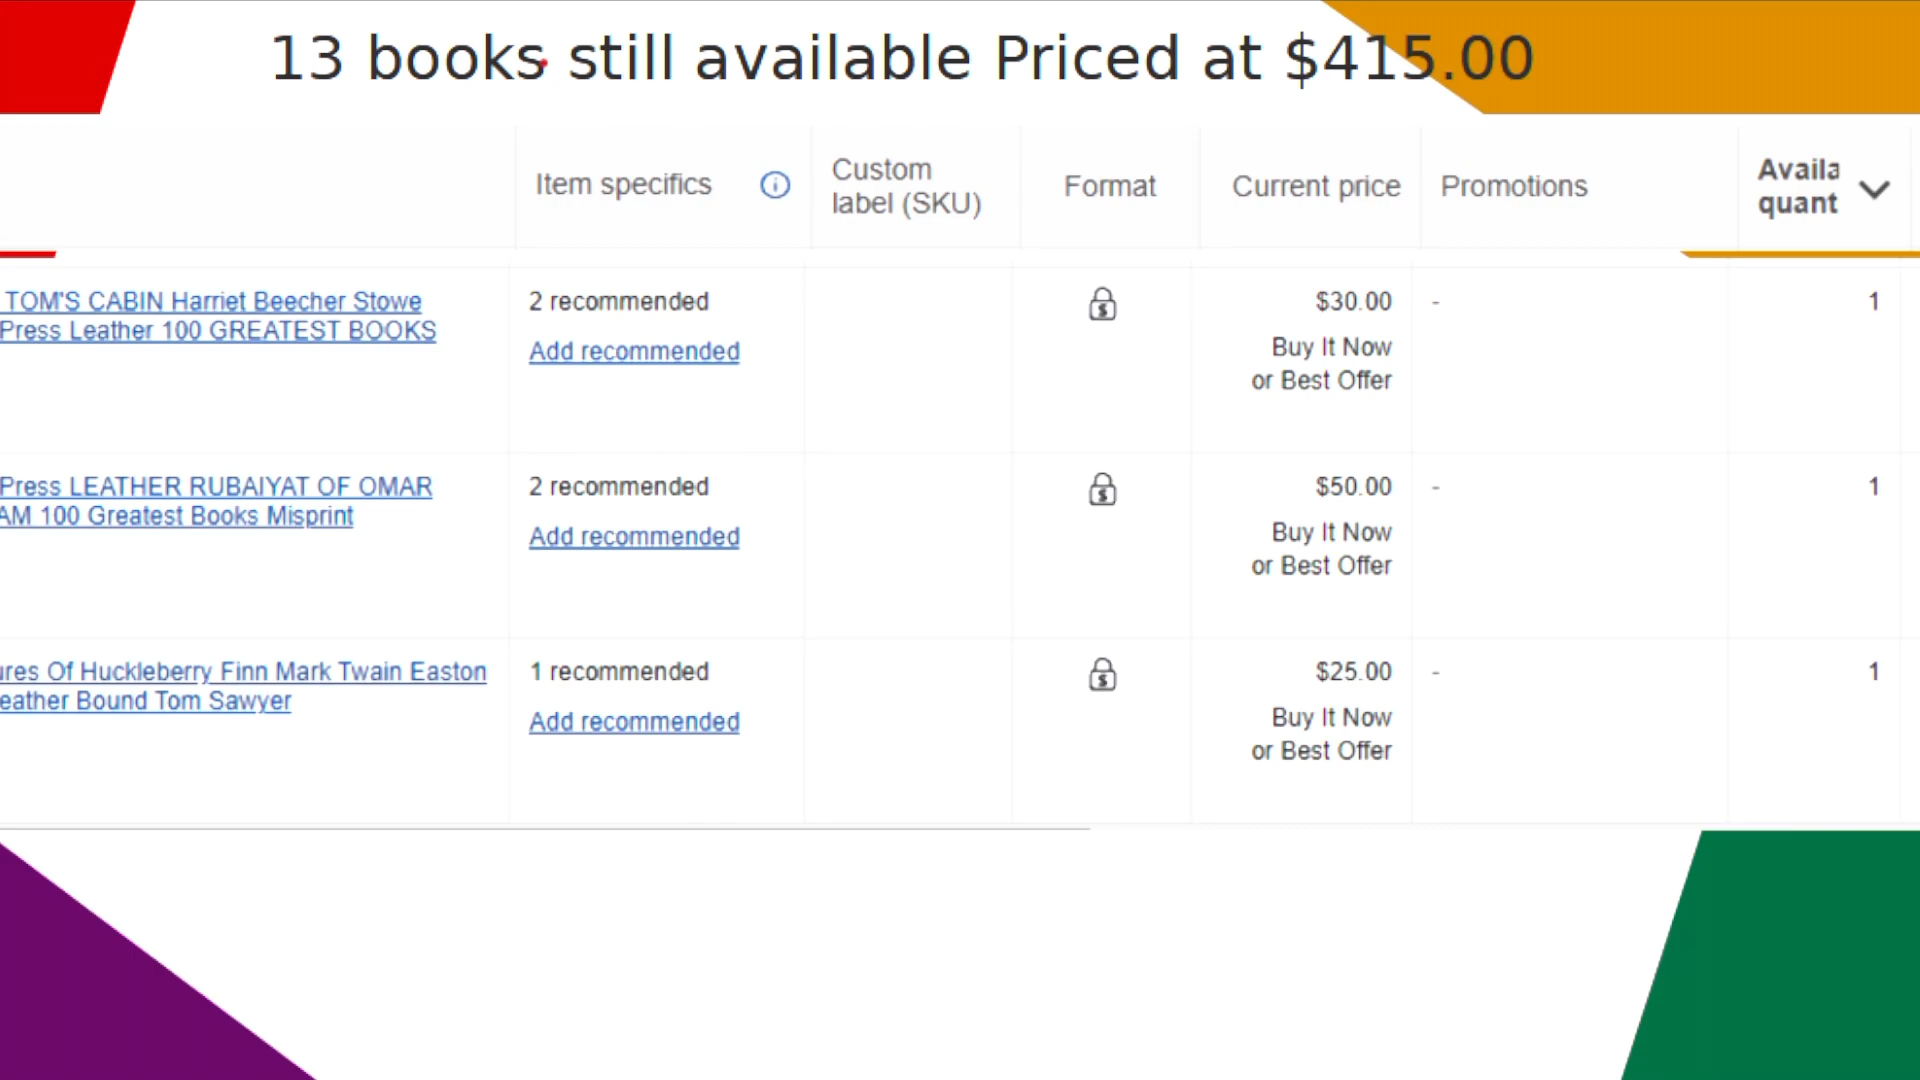 13 books still available Priced at $415.00
Item specifics
Custom label (SKU)
Format
Current price
Promotions
Availa
quant
TOM'S CABIN Harriet Beecher Stowe
Press Leather 100 GREATEST BOOKS
2 recommended
Add recommended
$30.00
Buy It Now
or Best Offer
-
1
Press LEATHER RUBAIYAT OF OMAR
AM 100 Greatest Books Misprint
2 recommended
Add recommended
$50.00
Buy It Now
or Best Offer
-
1
ures Of Huckleberry Finn Mark Twain Easton
eather Bound Tom Sawyer
1 recommended
Add recommended
$25.00
Buy It Now
or Best Offer
-
1